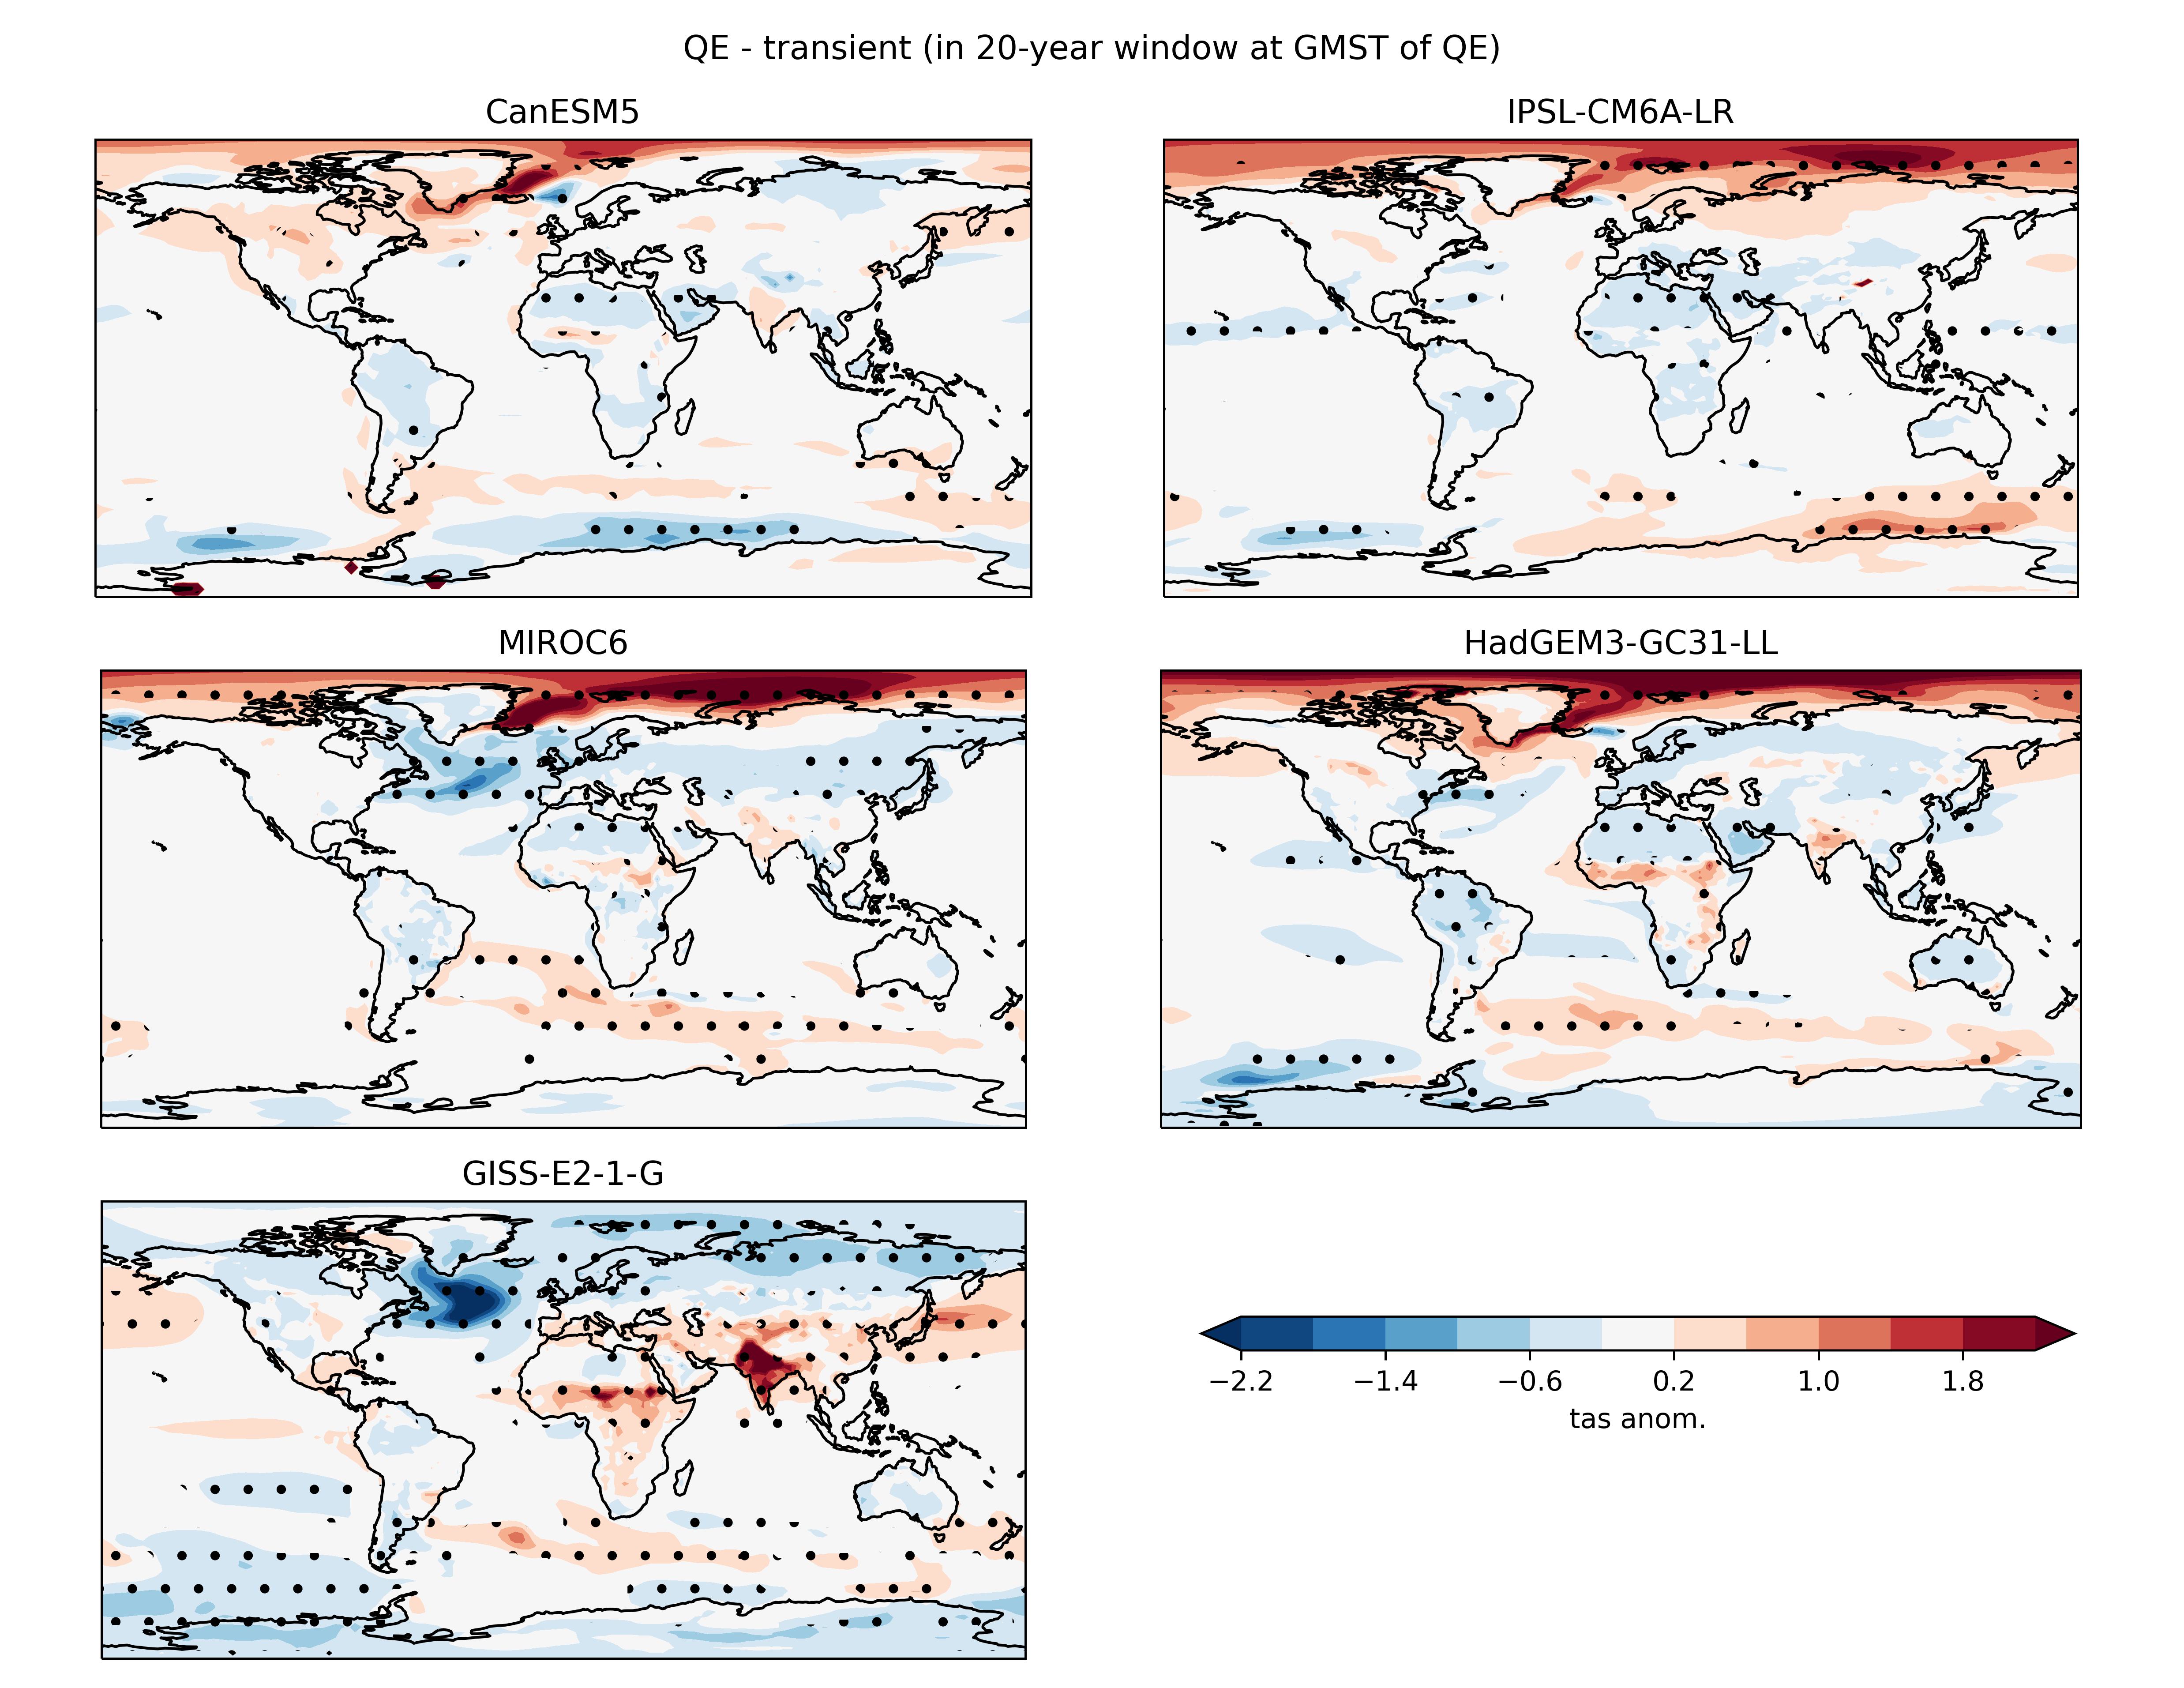 QE - transient (in 20-year window at GMST of QE)
CanESM5
IPSL-CM6A-LR
MIROC6
HadGEM3-GC31-LL
GISS-E2-1-G
−2.2 −1.4 −0.6 0.2 1.0 1.8
tas anom.